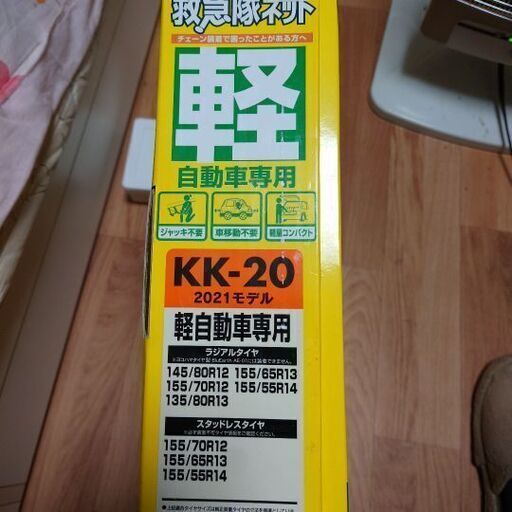 救急隊ネット
チェーン装着で困ったことがある方へ
軽
自動車専用
ジャッキ不要 車移動不要 軽量コンパクト
KK-20
2021モデル
軽自動車専用
ラジアルタイヤ
145/80R12 155/65R13
155/70R12 155/55R14
135/80R13
スタッドレスタイヤ
155/70R12
155/65R13
155/55R14